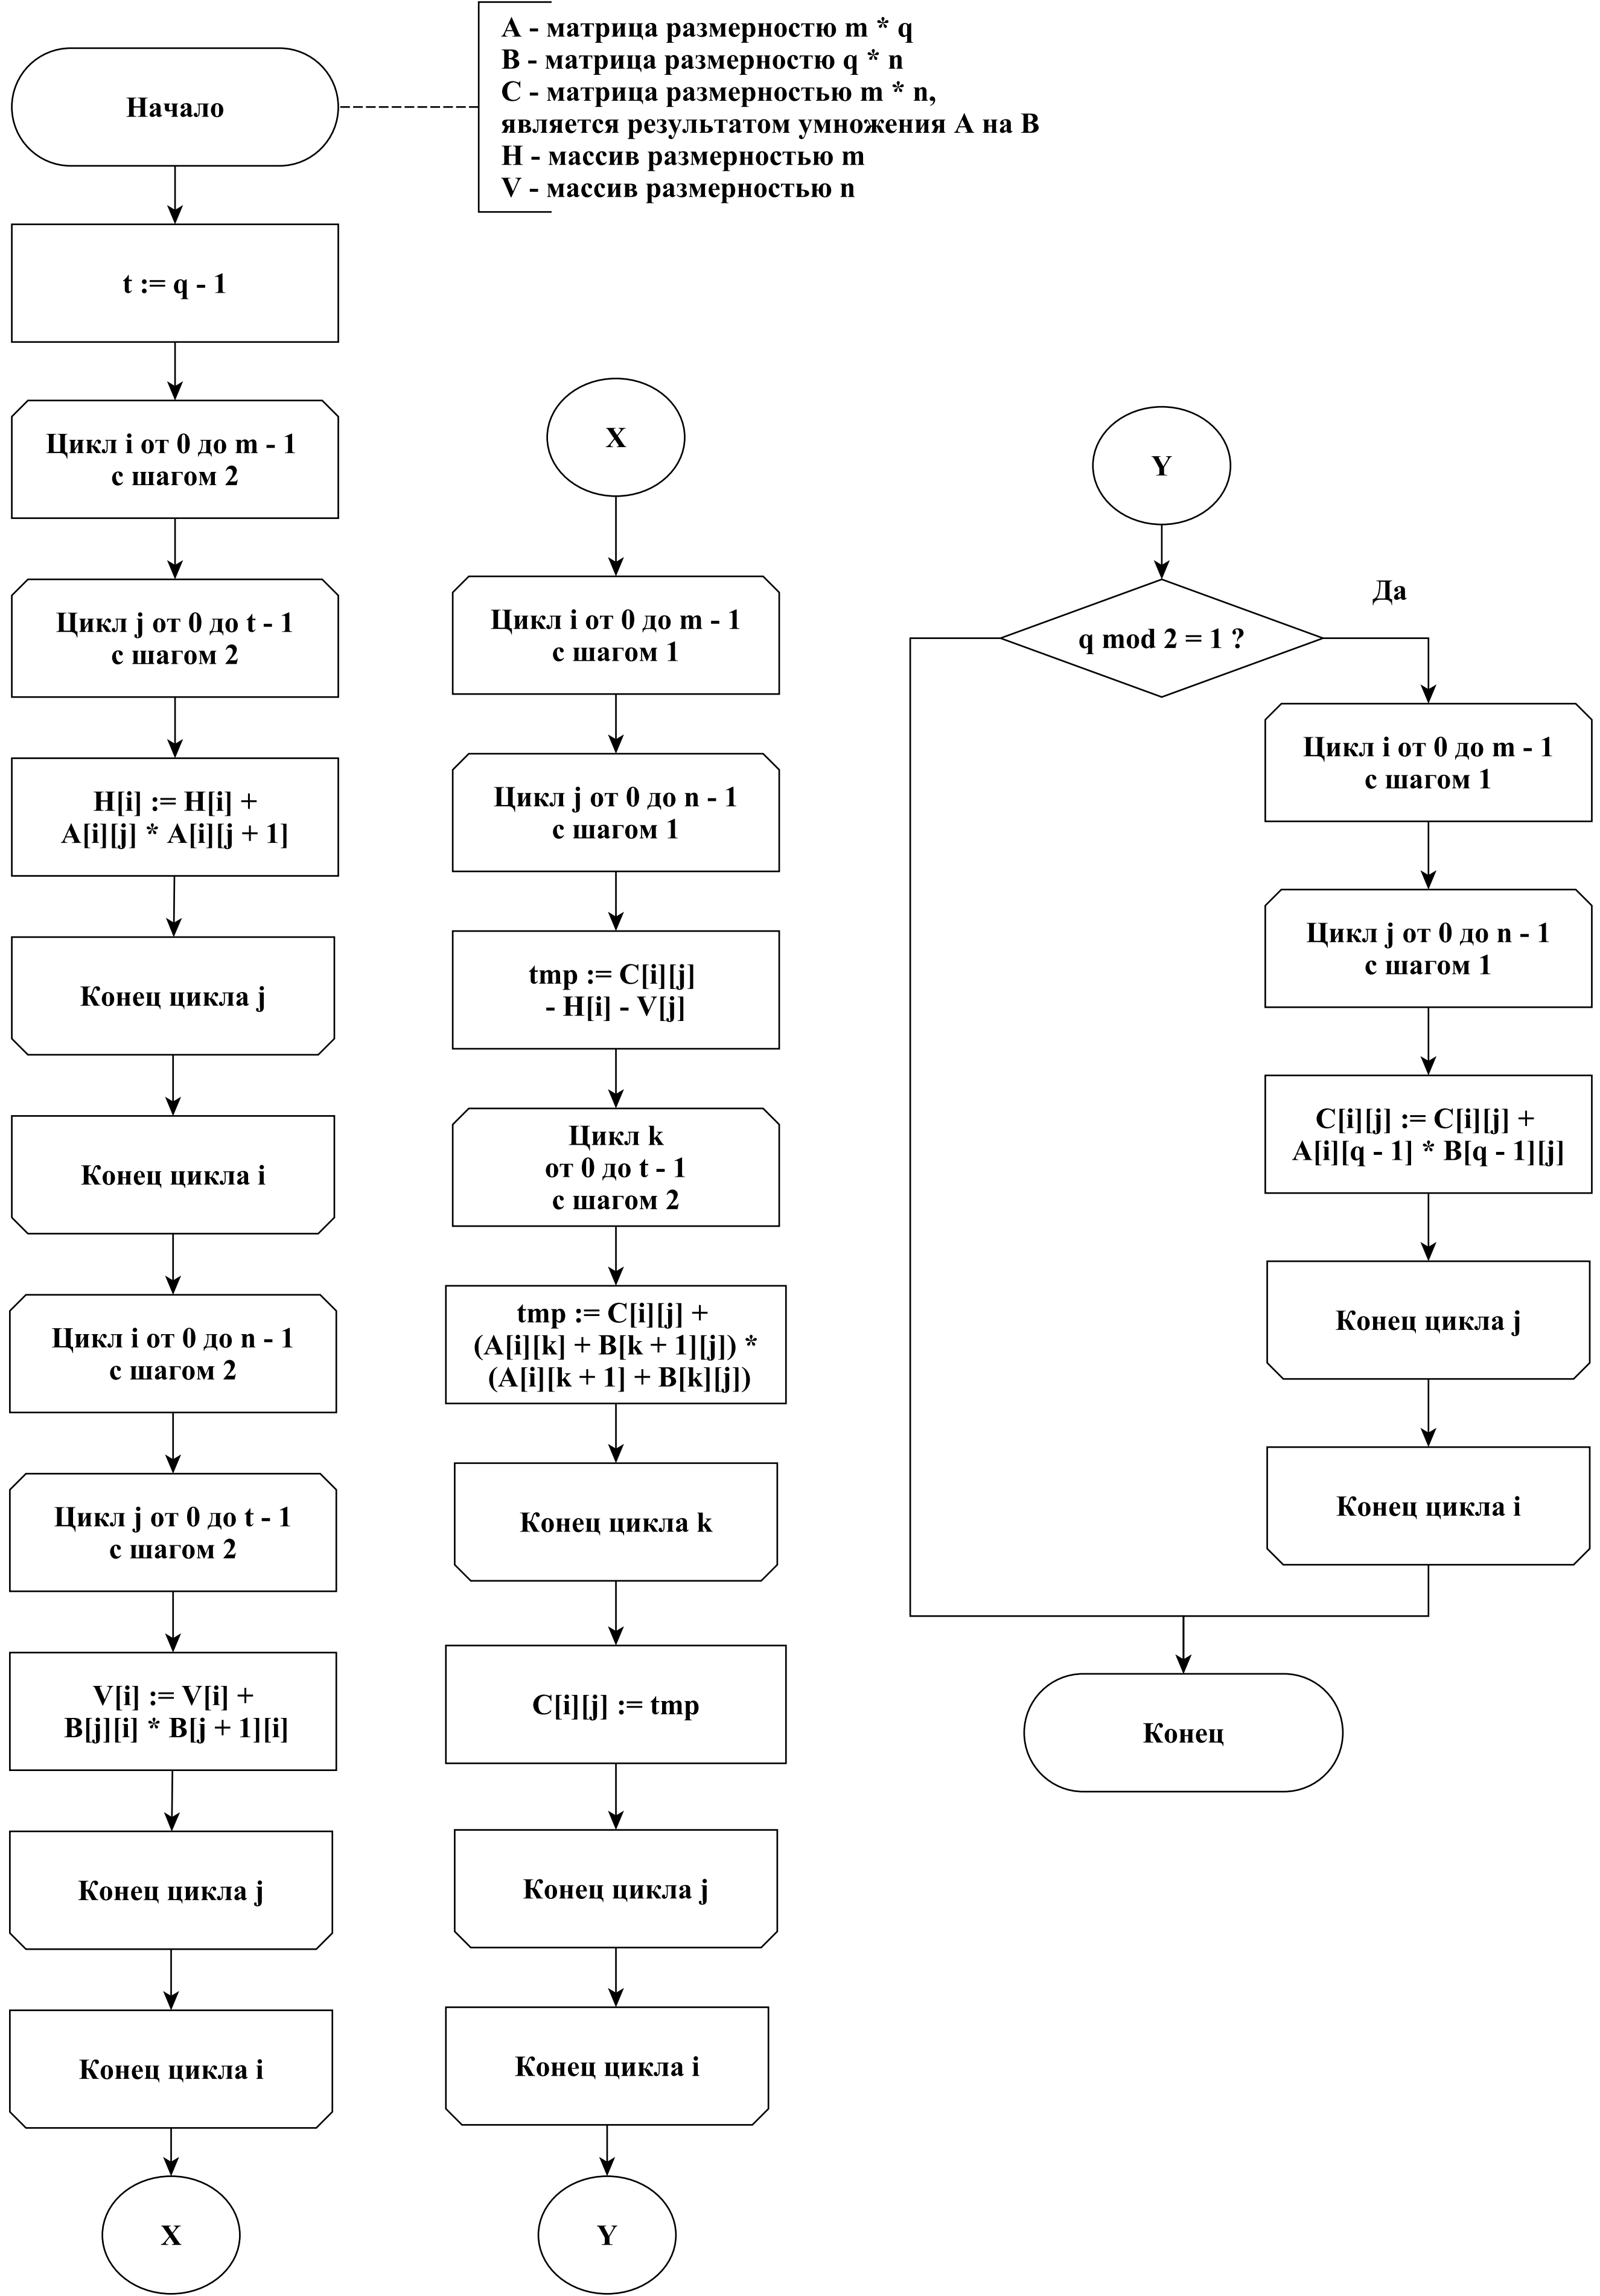 A - матрица размерностю m * q
B - матрица размерностю q * n
C - матрица размерностью m * n,
является результатом умножения A на B
H - массив размерностью m
V - массив размерностью n
Начало
t := q - 1
Цикл i от 0 до m - 1
с шагом 2
Цикл j от 0 до t - 1
с шагом 2
H[i] := H[i] +
A[i][j] * A[i][j + 1]
Конец цикла j
Конец цикла i
Цикл i от 0 до n - 1
с шагом 2
Цикл j от 0 до t - 1
с шагом 2
V[i] := V[i] +
B[j][i] * B[j + 1][i]
Конец цикла j
Конец цикла i
X
X
Цикл i от 0 до m - 1
с шагом 1
Цикл j от 0 до n - 1
с шагом 1
tmp := C[i][j]
- H[i] - V[j]
Цикл k
от 0 до t - 1
с шагом 2
tmp := C[i][j] +
(A[i][k] + B[k + 1][j]) *
(A[i][k + 1] + B[k][j])
Конец цикла k
C[i][j] := tmp
Конец цикла j
Конец цикла i
Y
Y
q mod 2 = 1 ?
Да
Цикл i от 0 до m - 1
с шагом 1
Цикл j от 0 до n - 1
с шагом 1
C[i][j] := C[i][j] +
A[i][q - 1] * B[q - 1][j]
Конец цикла j
Конец цикла i
Конец